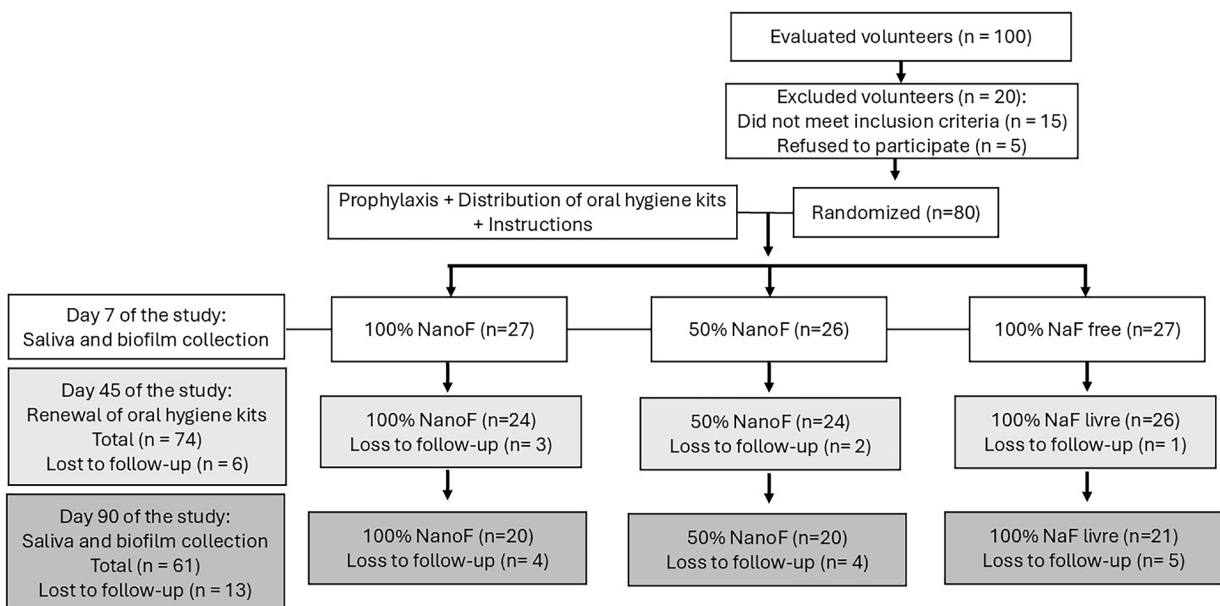 Evaluated volunteers (n = 100)
Excluded volunteers (n = 20):
Did not meet inclusion criteria (n = 15)
Refused to participate (n = 5)
Prophylaxis + Distribution of oral hygiene kits
+ Instructions
Randomized (n=80)
Day 7 of the study:
Saliva and biofilm collection
100% NanoF (n=27)
50% NanoF (n=26)
100% NaF free (n=27)
Day 45 of the study:
Renewal of oral hygiene kits
Total (n = 74)
Lost to follow-up (n = 6)
100% NanoF (n=24)
Loss to follow-up (n= 3)
50% NanoF (n=24)
Loss to follow-up (n= 2)
100% NaF livre (n=26)
Loss to follow-up (n= 1)
Day 90 of the study:
Saliva and biofilm collection
Total (n = 61)
Lost to follow-up (n = 13)
100% NanoF (n=20)
Loss to follow-up (n= 4)
50% NanoF (n=20)
Loss to follow-up (n= 4)
100% NaF livre (n=21)
Loss to follow-up (n= 5)